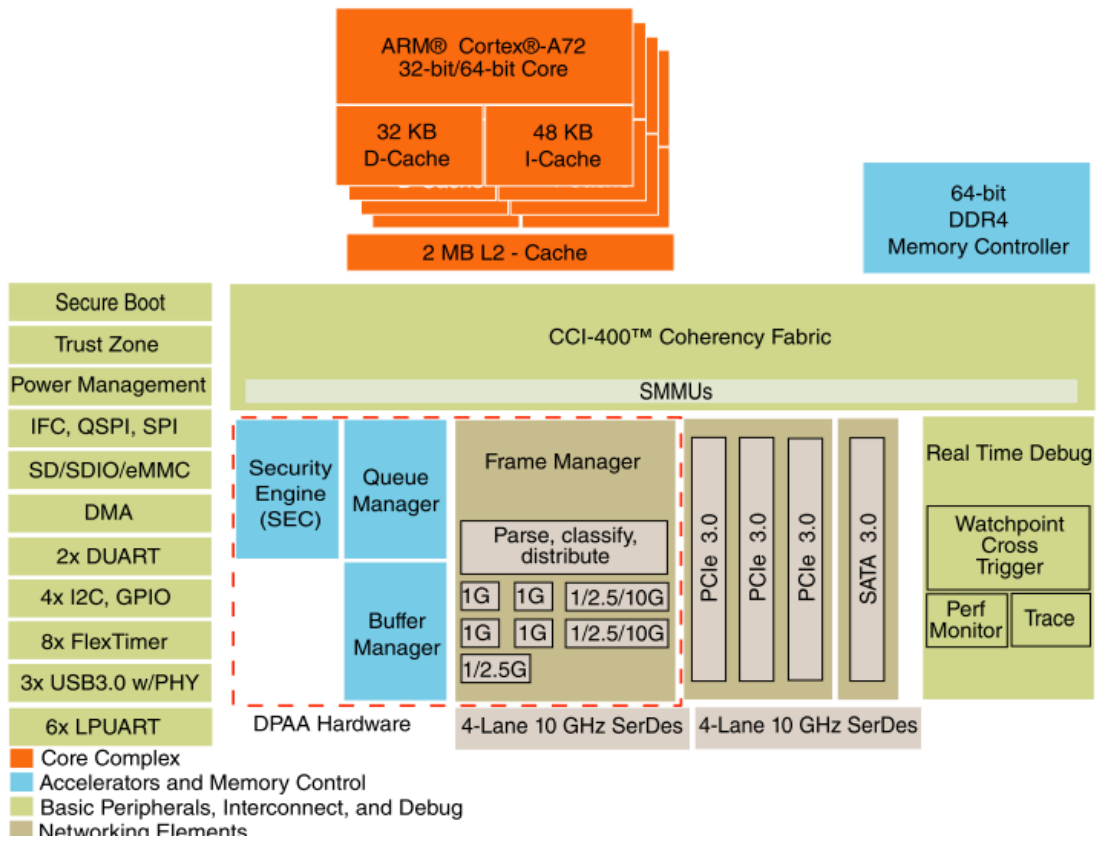 ARM® Cortex®-A72
32-bit/64-bit Core
32 KB
D-Cache
48 KB
I-Cache
2 MB L2 - Cache
64-bit
DDR4
Memory Controller
Secure Boot
Trust Zone
Power Management
IFC, QSPI, SPI
SD/SDIO/eMMC
DMA
2x DUART
4x I2C, GPIO
8x FlexTimer
3x USB3.0 w/PHY
6x LPUART
CCI-400™ Coherency Fabric
SMMUs
Security
Engine
(SEC)
Queue
Manager
Buffer
Manager
DPAA Hardware
Frame Manager
Parse, classify,
distribute
1G 1G 1/2.5/10G
1G 1G 1/2.5/10G
1/2.5G
4-Lane 10 GHz SerDes
PCIe 3.0
PCIe 3.0
PCIe 3.0
SATA 3.0
4-Lane 10 GHz SerDes
Real Time Debug
Watchpoint
Cross
Trigger
Perf
Monitor
Trace
Core Complex
Accelerators and Memory Control
Basic Peripherals, Interconnect, and Debug
Networking Elements